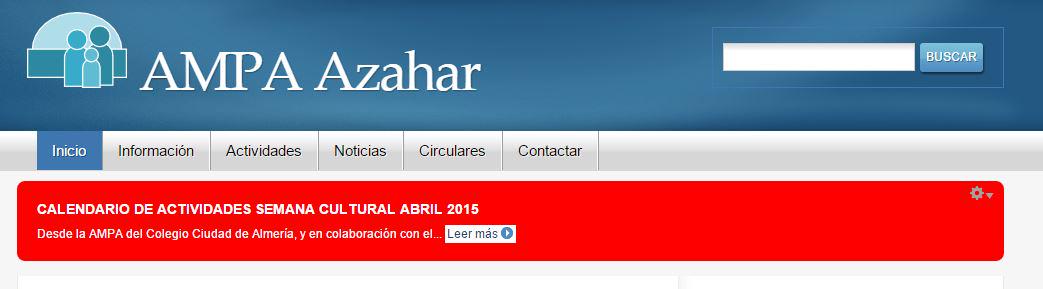 AMPA Azahar
BUSCAR
Inicio Información Actividades Noticias Circulares Contactar
CALENDARIO DE ACTIVIDADES SEMANA CULTURAL ABRIL 2015
Desde la AMPA del Colegio Ciudad de Almería, y en colaboración con el... Leer más